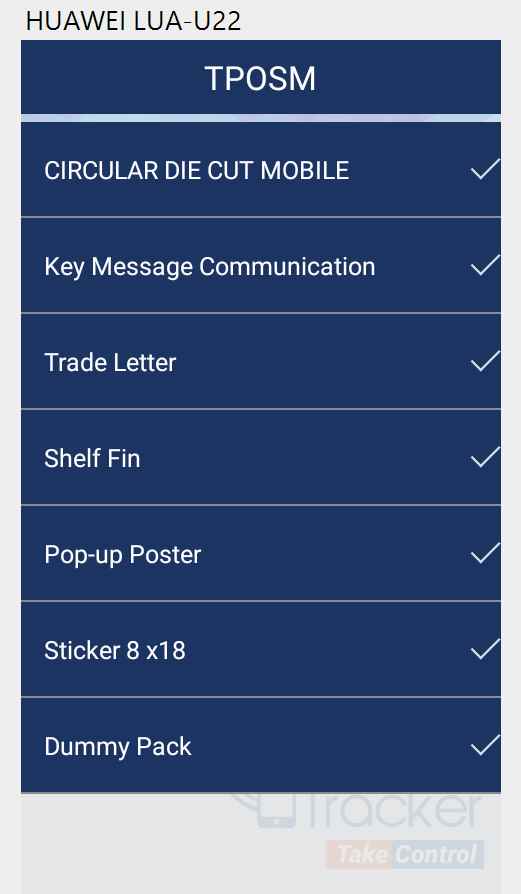 HUAWEI LUA-U22
TPOSM
CIRCULAR DIE CUT MOBILE
Key Message Communication
Trade Letter
Shelf Fin
Pop-up Poster
Sticker 8 x18
Dummy Pack
Tracker
Take Control